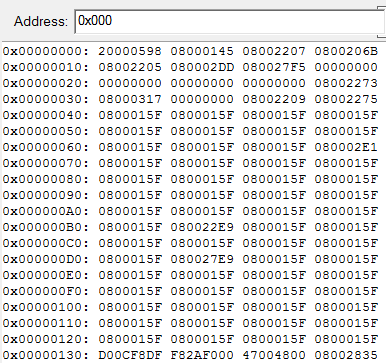 Address: 0x000
0x00000000: 20000598 08000145 08002207 0800206B
0x00000010: 08002205 080002DD 080027F5 00000000
0x00000020: 00000000 00000000 00000000 08002273
0x00000030: 08000317 00000000 08002209 08002275
0x00000040: 0800015F 0800015F 0800015F 0800015F
0x00000050: 0800015F 0800015F 0800015F 0800015F
0x00000060: 0800015F 0800015F 0800015F 080002E1
0x00000070: 0800015F 0800015F 0800015F 0800015F
0x00000080: 0800015F 0800015F 0800015F 0800015F
0x00000090: 0800015F 0800015F 0800015F 0800015F
0x000000A0: 0800015F 0800015F 0800015F 0800015F
0x000000B0: 0800015F 080022E9 0800015F 0800015F
0x000000C0: 0800015F 0800015F 0800015F 0800015F
0x000000D0: 0800015F 080027E9 0800015F 0800015F
0x000000E0: 0800015F 0800015F 0800015F 0800015F
0x000000F0: 0800015F 0800015F 0800015F 0800015F
0x00000100: 0800015F 0800015F 0800015F 0800015F
0x00000110: 0800015F 0800015F 0800015F 0800015F
0x00000120: 0800015F 0800015F 0800015F 0800015F
0x00000130: D00CF8DF F82AF000 47004800 08002835